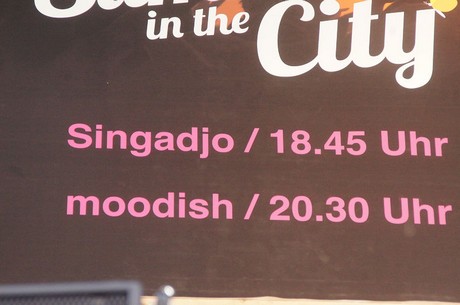 in the City
Singadjo / 18.45 Uhr
moodish / 20.30 Uhr